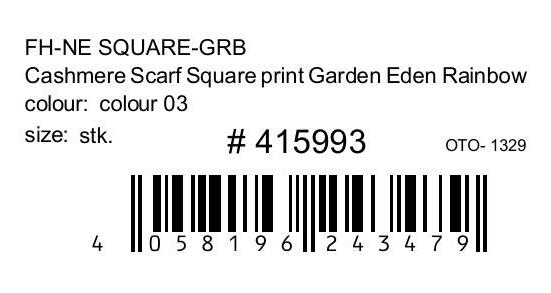 FH-NE SQUARE-GRB
Cashmere Scarf Square print Garden Eden Rainbow
colour: colour 03
size: stk.
# 415993
OTO- 1329
4 058196 243479